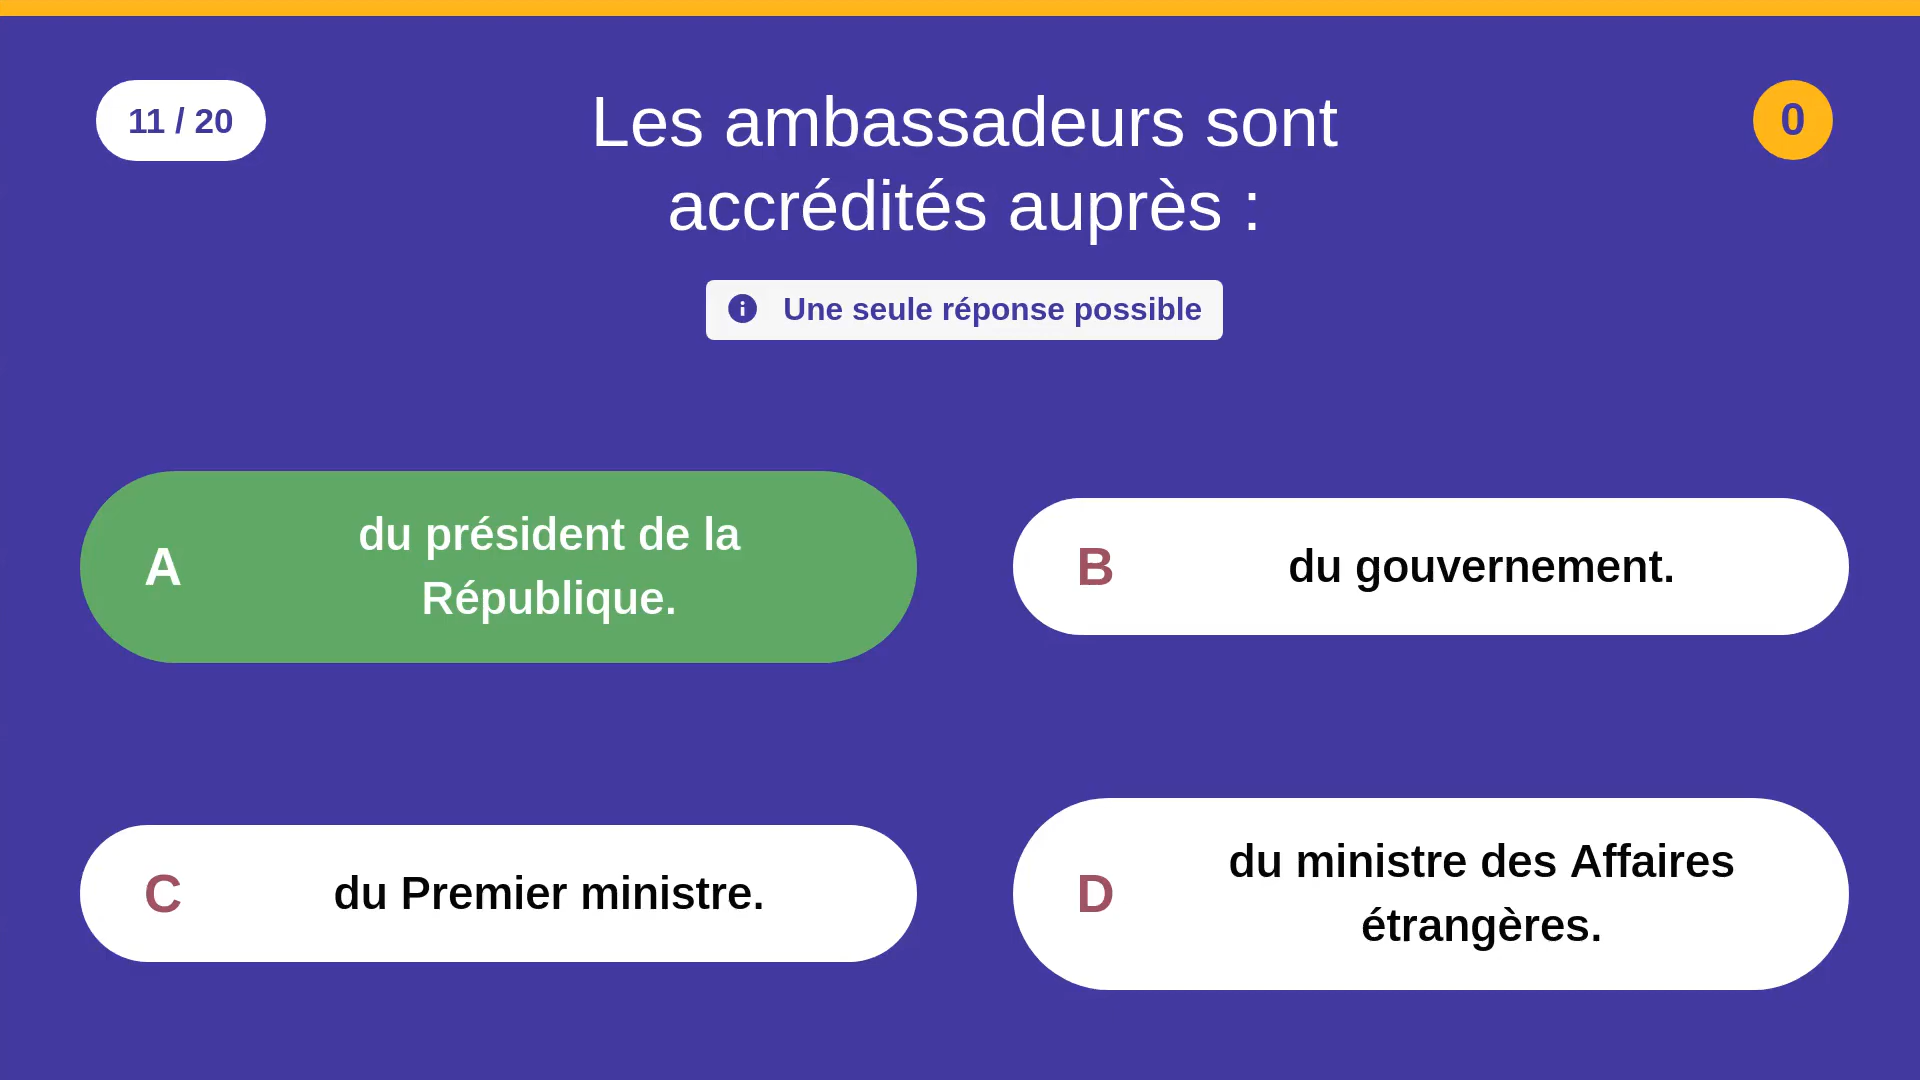 11 / 20
Les ambassadeurs sont
accrédités auprès :
0
Une seule réponse possible
A
du président de la
République.
B
du gouvernement.
C
du Premier ministre.
D
du ministre des Affaires
étrangères.